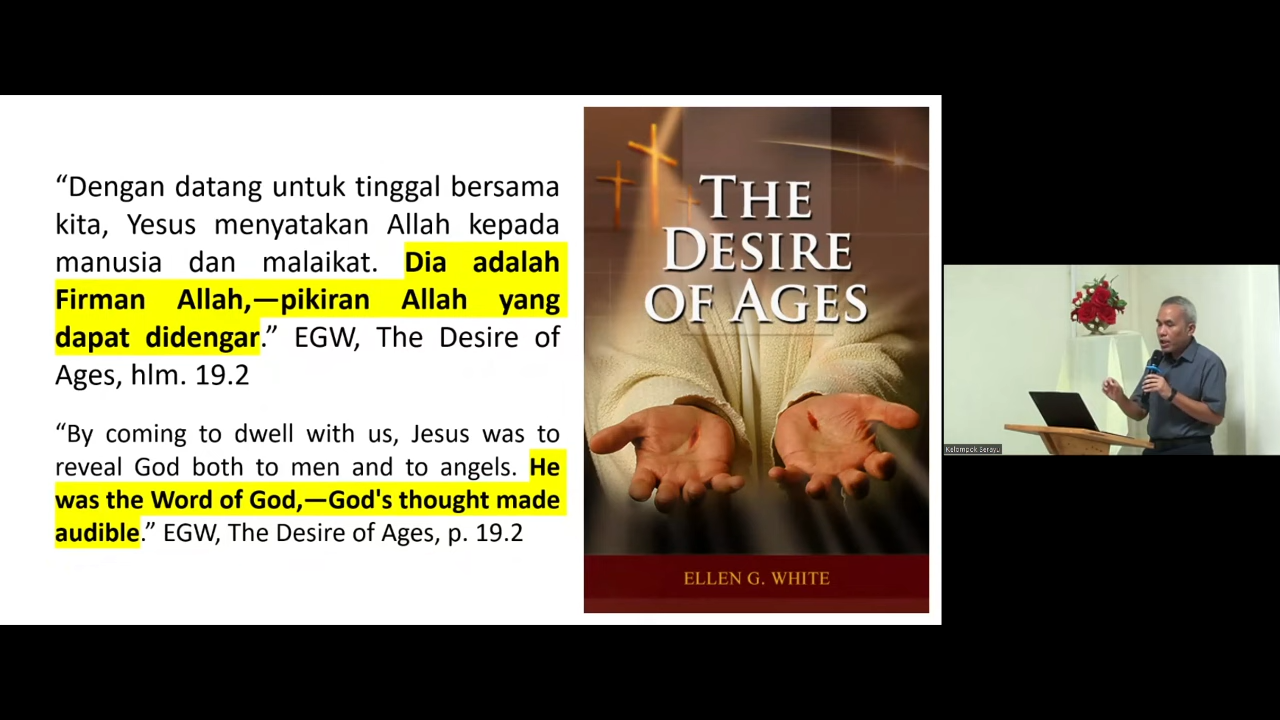 “Dengan datang untuk tinggal bersama
kita, Yesus menyatakan Allah kepada
manusia dan malaikat. Dia adalah
Firman Allah,—pikiran Allah yang
dapat didengar.” EGW, The Desire of
Ages, hlm. 19.2
“By coming to dwell with us, Jesus was to
reveal God both to men and to angels. He
was the Word of God,—God's thought made
audible.” EGW, The Desire of Ages, p. 19.2
THE
DESIRE
OF AGES
ELLEN G. WHITE
Kelompok Serayu